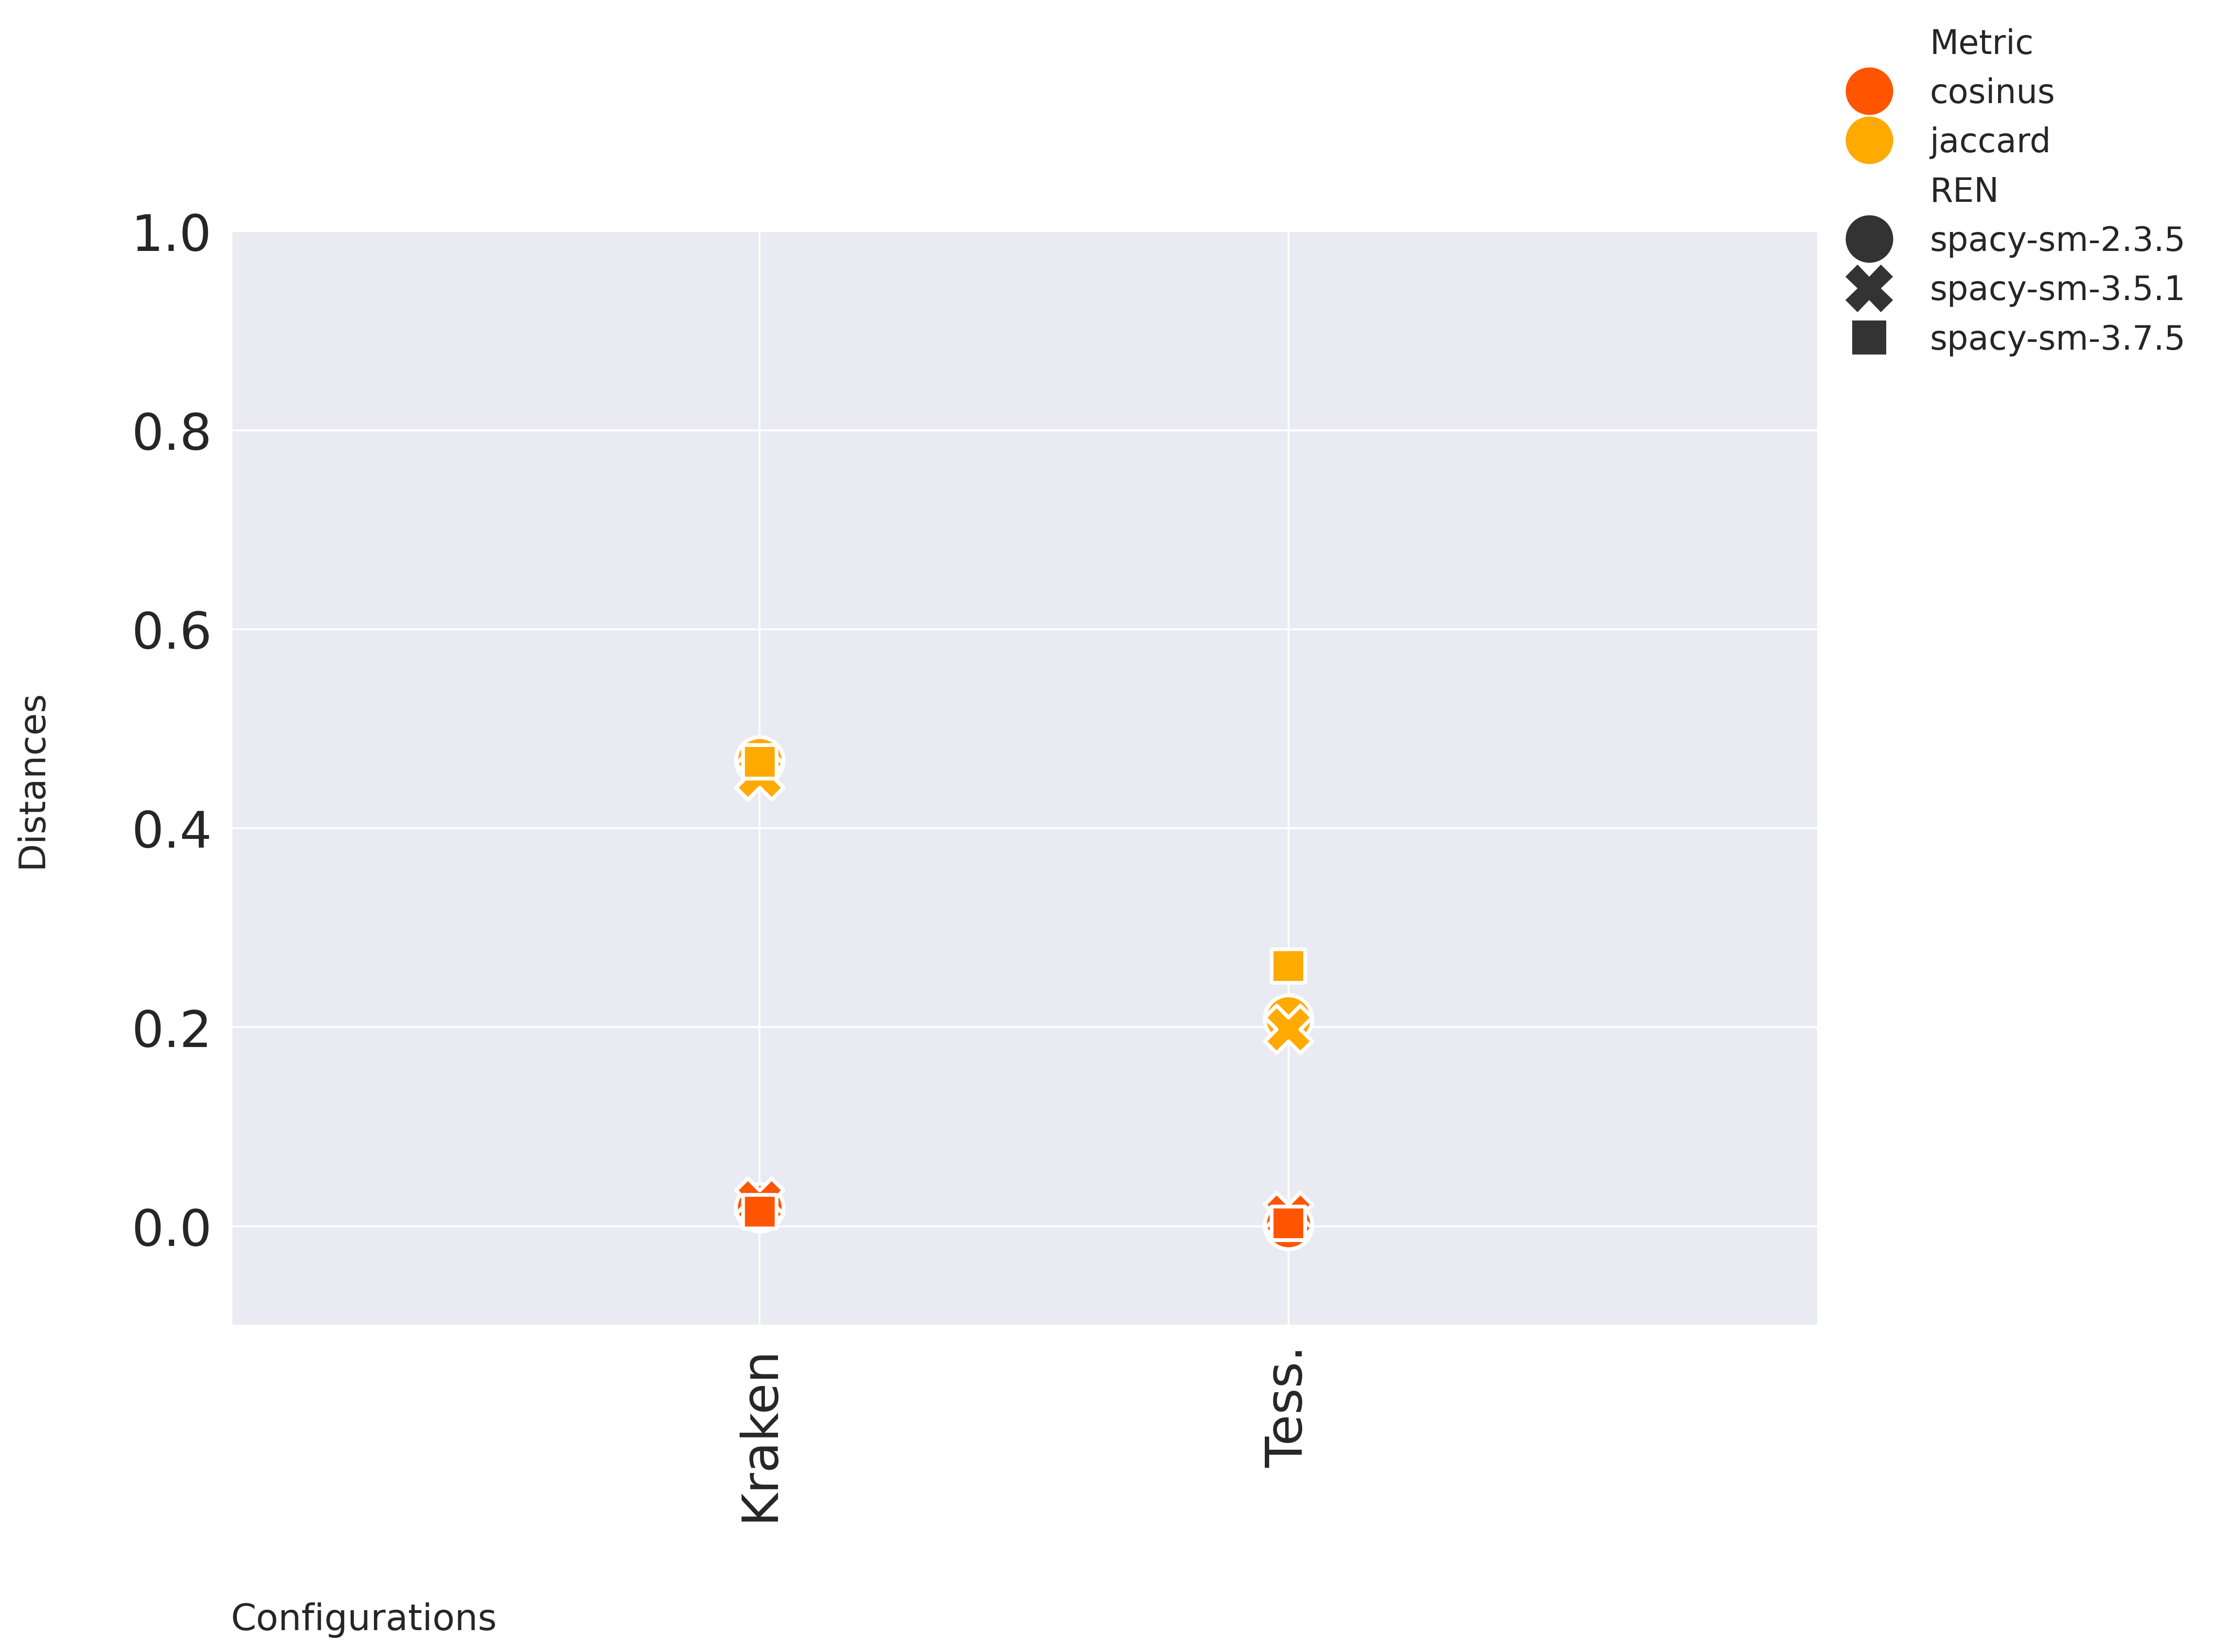 Metric
cosinus
jaccard
REN
spacy-sm-2.3.5
spacy-sm-3.5.1
spacy-sm-3.7.5
1.0
0.8
0.6
0.4
0.2
0.0
Distances
Kraken
Tess.
Configurations